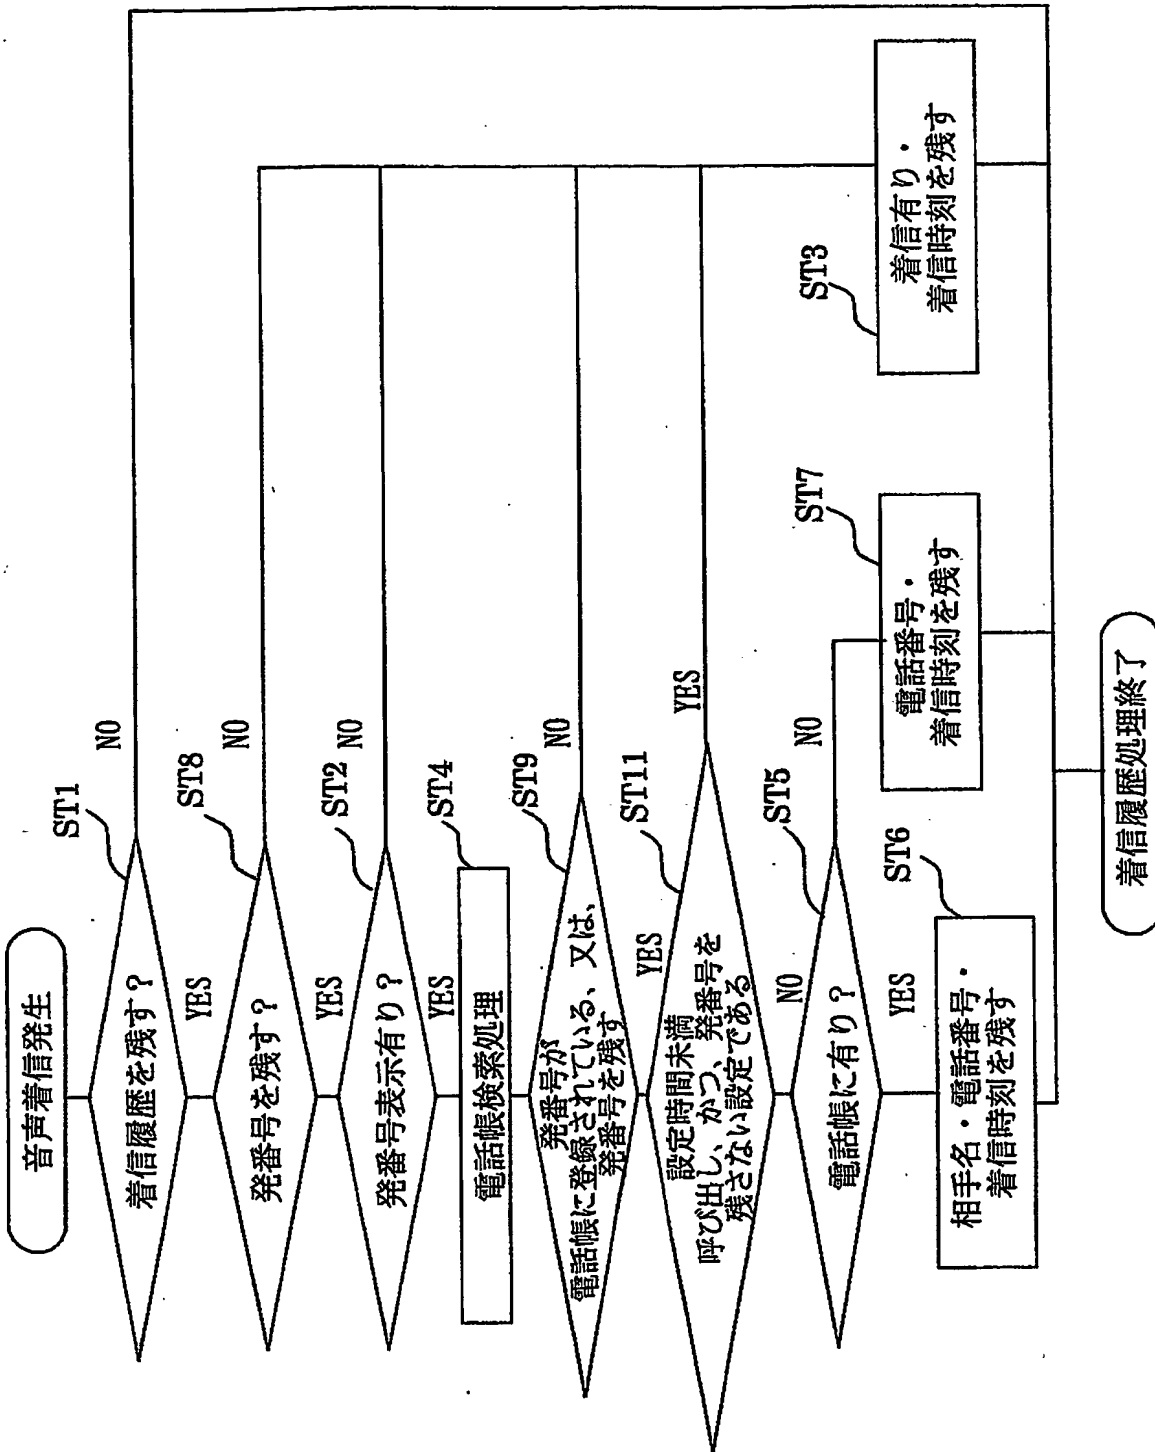 音声着信発生
ST1
着信履歴を残す?
NO
YES
ST8
発番号を残す?
NO
YES
ST2
発番号表示有り?
NO
YES
ST4
電話帳検索処理
ST9
発番号が
電話帳に登録されている、又は、
発番号を残す
NO
YES
ST11
設定時間未満
呼び出し、かつ、発番号を
残さない設定である
YES
NO
ST5
電話帳に有り?
NO
YES
ST6
相手名・電話番号・
着信時刻を残す
ST7
電話番号・
着信時刻を残す
ST3
着信有り・
着信時刻を残す
着信履歴処理終了